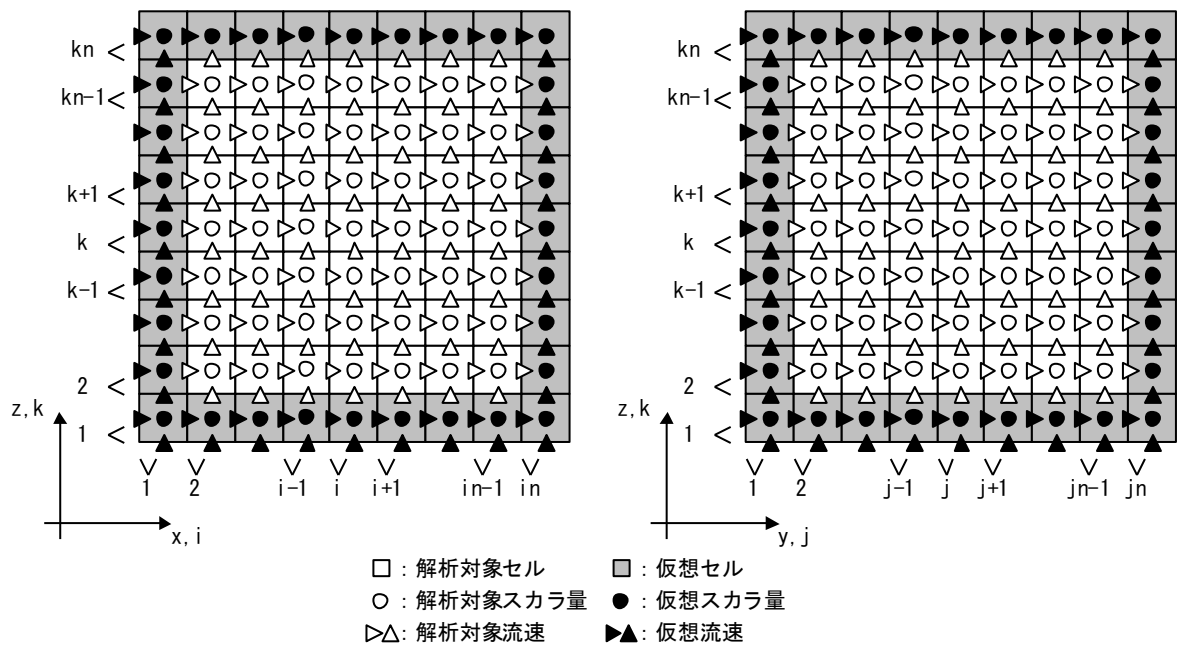 kn
kn-1
k+1
k
k-1
2
1
z,k
1 2 i-1 i i+1 in-1 in
x,i
kn
kn-1
k+1
k
k-1
2
1
z,k
1 2 j-1 j j+1 jn-1 jn
y,j
□：解析対象セル ■：仮想セル
○：解析対象スカラ量 ●：仮想スカラ量
▷△：解析対象流速 ▶▲：仮想流速